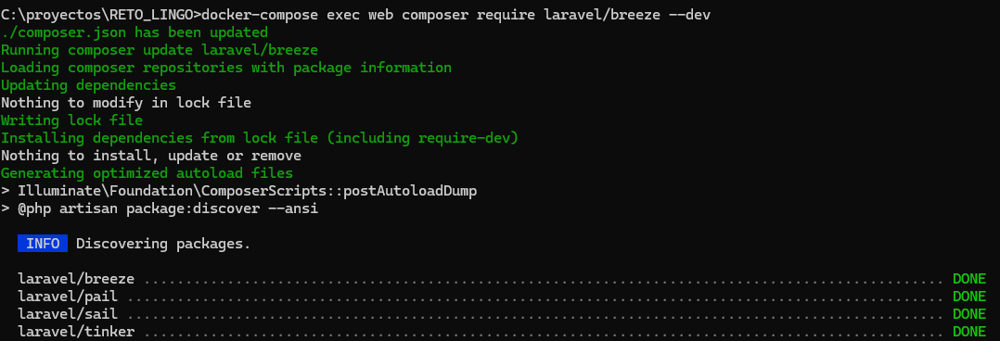 C:\proyectos\RETO_LINGO>docker-compose exec web composer require laravel/breeze --dev
./composer.json has been updated
Running composer update laravel/breeze
Loading composer repositories with package information
Updating dependencies
Nothing to modify in lock file
Writing lock file
Installing dependencies from lock file (including require-dev)
Nothing to install, update or remove
Generating optimized autoload files
> Illuminate\Foundation\ComposerScripts::postAutoloadDump
> @php artisan package:discover --ansi
INFO Discovering packages.
laravel/breeze ................................................................................................ DONE
laravel/pail .................................................................................................. DONE
laravel/sail .................................................................................................. DONE
laravel/tinker ................................................................................................ DONE